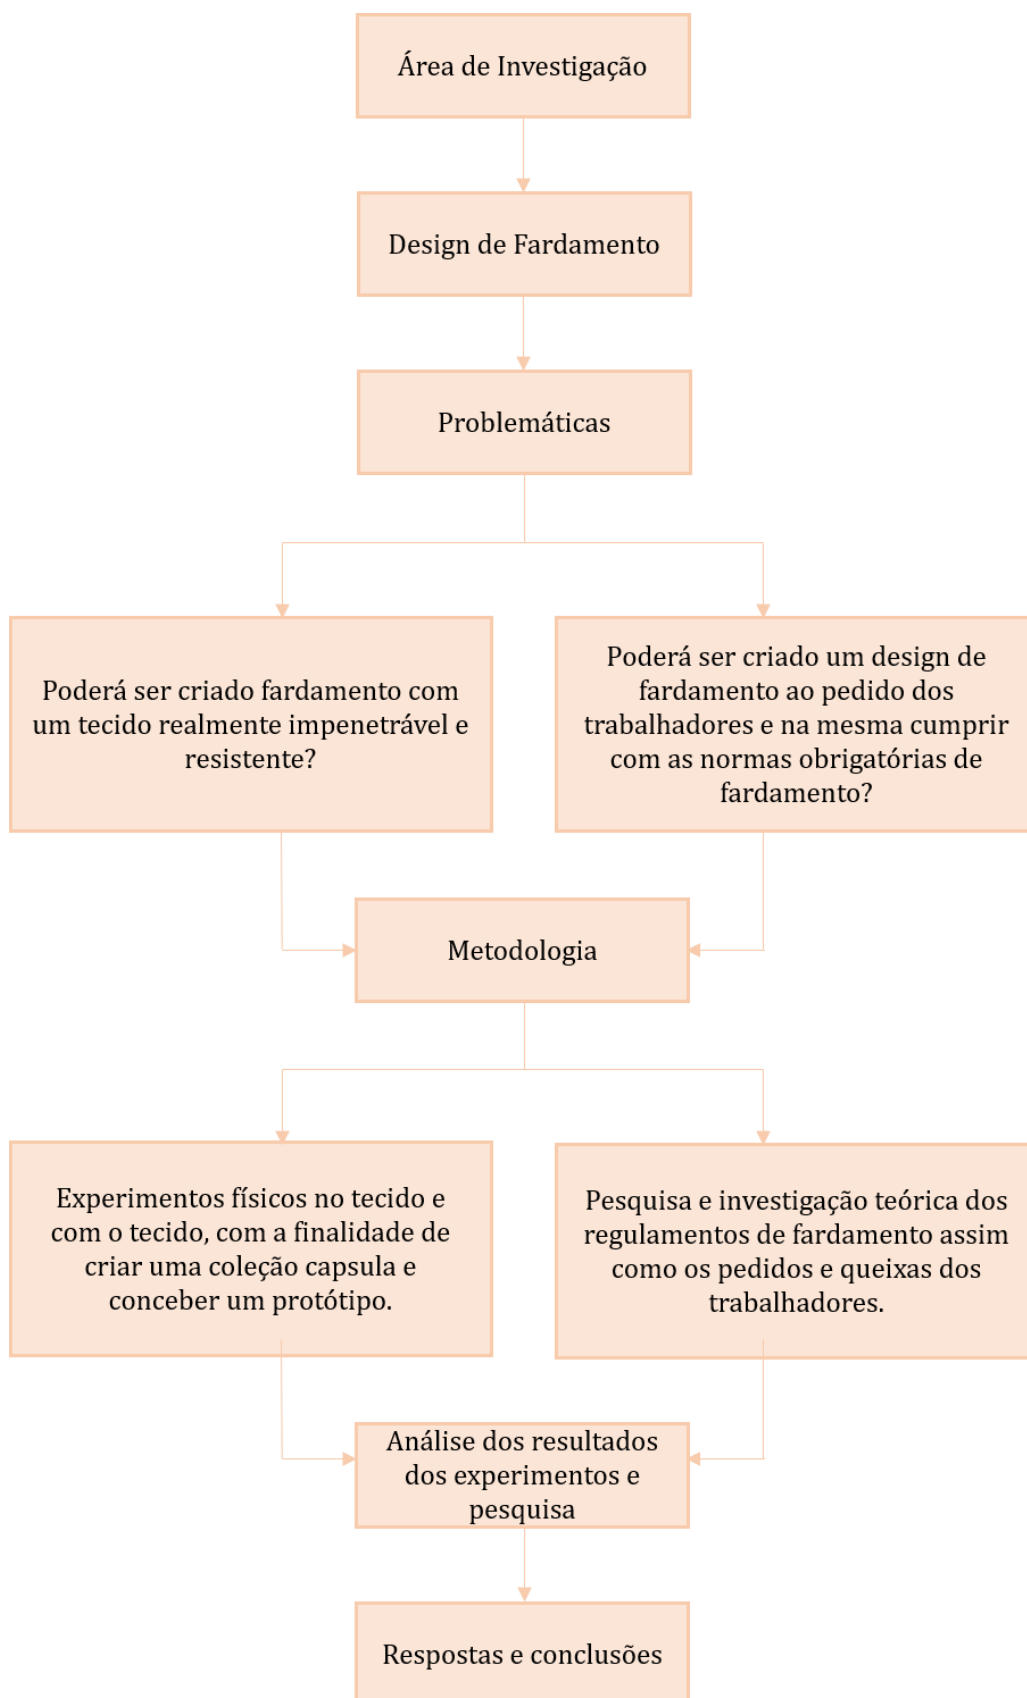 Área de Investigação
Design de Fardamento
Problemáticas
Poderá ser criado fardamento com
um tecido realmente impenetrável e
resistente?
Poderá ser criado um design de
fardamento ao pedido dos
trabalhadores e na mesma cumprir
com as normas obrigatórias de
fardamento?
Metodologia
Experimentos físicos no tecido e
com o tecido, com a finalidade de
criar uma coleção capsula e
conceber um protótipo.
Pesquisa e investigação teórica dos
regulamentos de fardamento assim
como os pedidos e queixas dos
trabalhadores.
Análise dos resultados
dos experimentos e
pesquisa
Respostas e conclusões